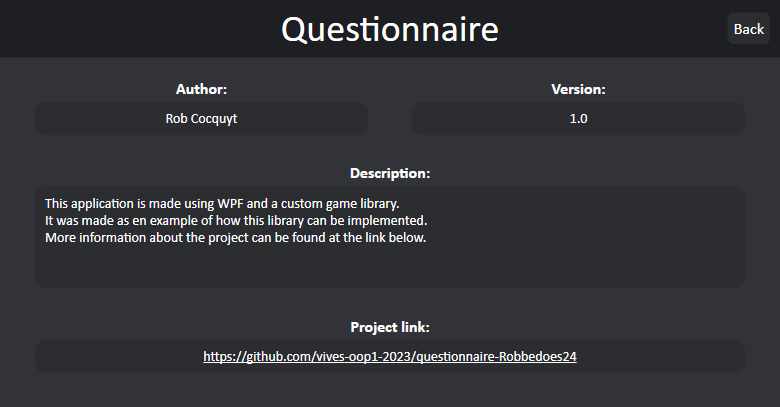 Questionnaire
Back
Author:
Version:
Rob Cocquyt
1.0
Description:
This application is made using WPF and a custom game library.
It was made as en example of how this library can be implemented.
More information about the project can be found at the link below.
Project link:
https://github.com/vives-oop1-2023/questionnaire-Robbedoes24